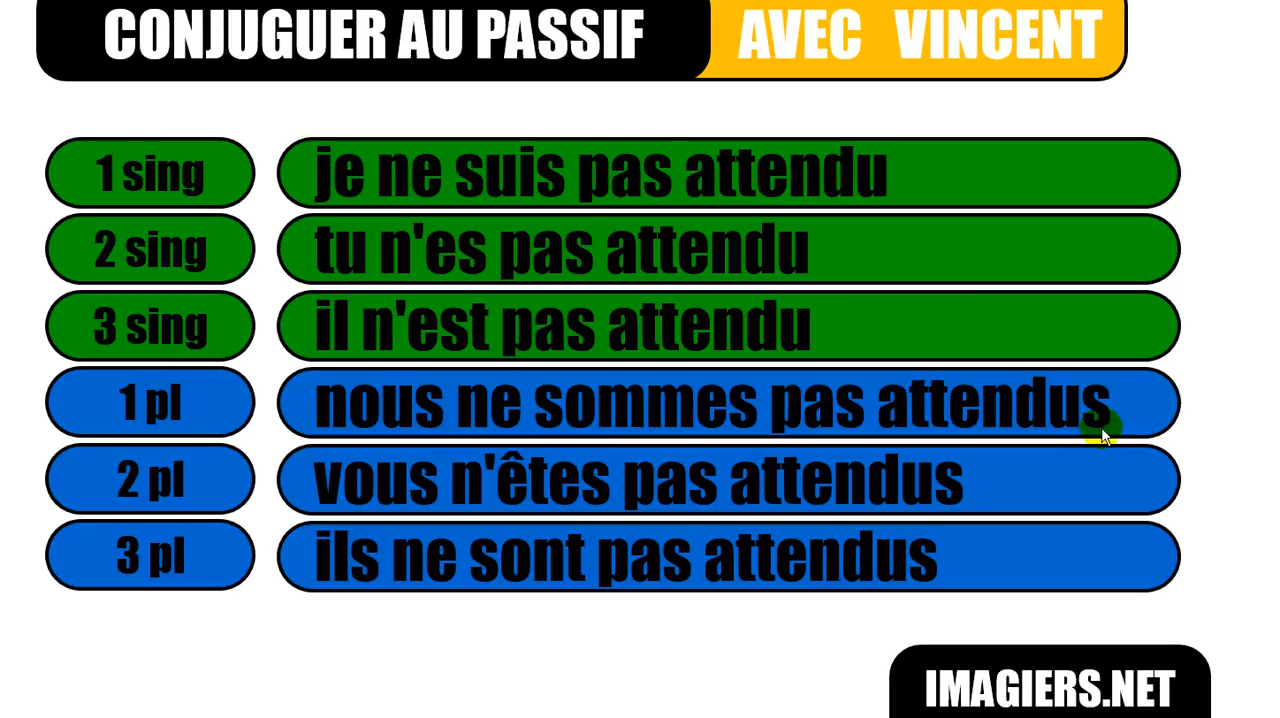 CONJUGUER AU PASSIF AVEC VINCENT
1 sing je ne suis pas attendu
2 sing tu n'es pas attendu
3 sing il n'est pas attendu
1 pl nous ne sommes pas attendus
2 pl vous n'êtes pas attendus
3 pl ils ne sont pas attendus
IMAGIERS.NET